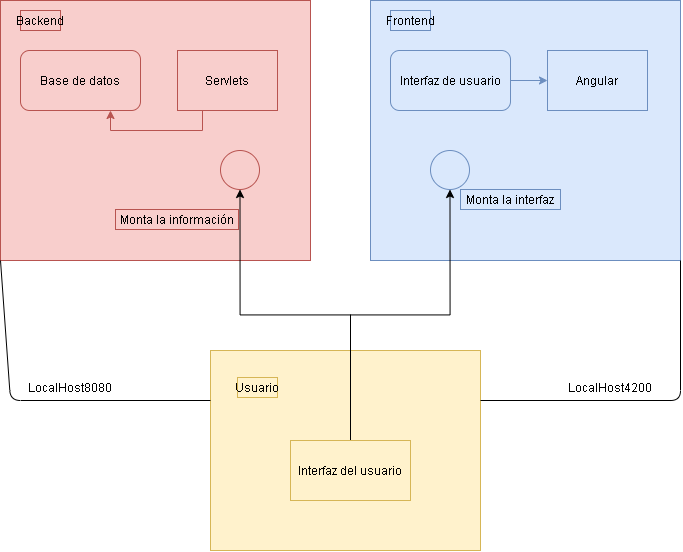 Backend
Base de datos
Servlets
Monta la información
Frontend
Interfaz de usuario
Angular
Monta la interfaz
LocalHost8080
LocalHost4200
Usuario
Interfaz del usuario